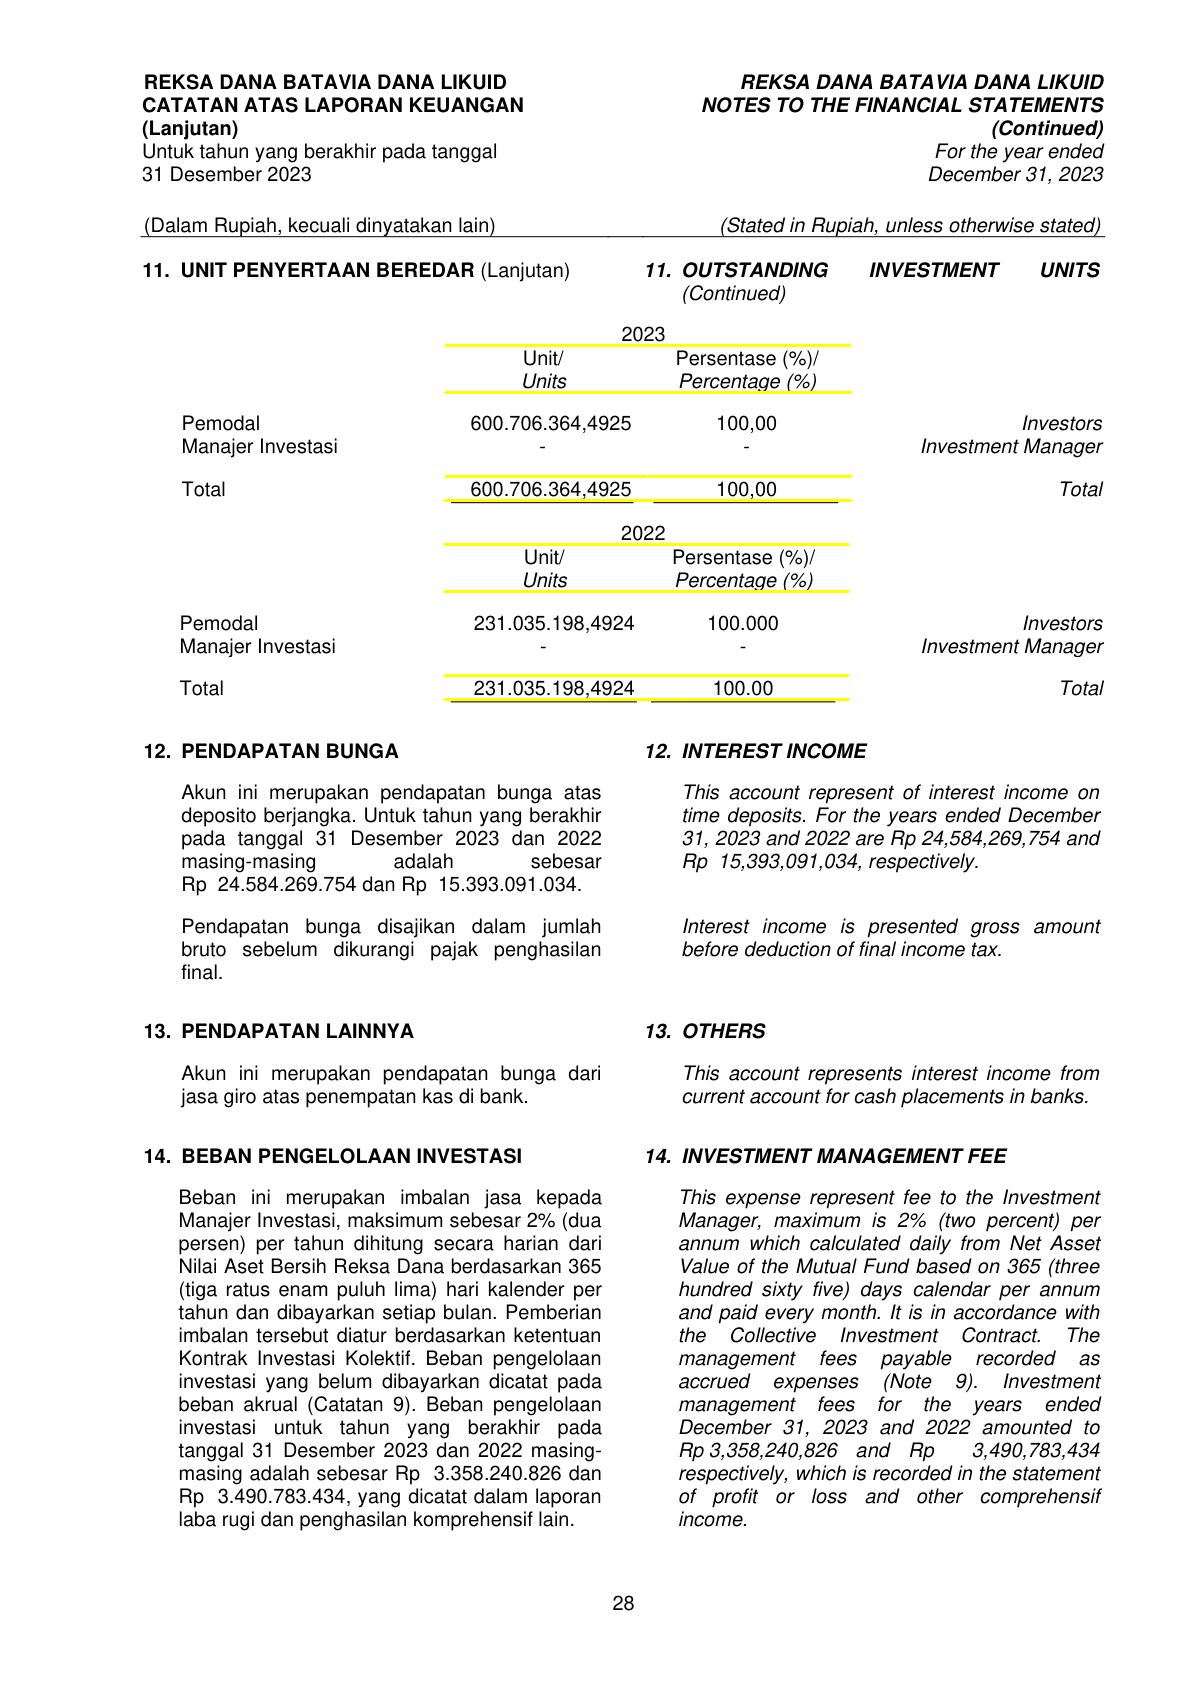 REKSA DANA BATAVIA DANA LIKUID
CATATAN ATAS LAPORAN KEUANGAN
(Lanjutan)
Untuk tahun yang berakhir pada tanggal
31 Desember 2023
REKSA DANA BATAVIA DANA LIKUID
NOTES TO THE FINANCIAL STATEMENTS
(Continued)
For the year ended
December 31, 2023
(Dalam Rupiah, kecuali dinyatakan lain)
(Stated in Rupiah, unless otherwise stated)
11. UNIT PENYERTAAN BEREDAR (Lanjutan)
11. OUTSTANDING INVESTMENT UNITS
(Continued)
2023
Unit/ Persentase (%)/
Units Percentage (%)
Pemodal 600.706.364,4925 100,00 Investors
Manajer Investasi - - Investment Manager
Total 600.706.364,4925 100,00 Total
2022
Unit/ Persentase (%)/
Units Percentage (%)
Pemodal 231.035.198,4924 100.000 Investors
Manajer Investasi - - Investment Manager
Total 231.035.198,4924 100.00 Total
12. PENDAPATAN BUNGA
Akun ini merupakan pendapatan bunga atas
deposito berjangka. Untuk tahun yang berakhir
pada tanggal 31 Desember 2023 dan 2022
masing-masing adalah sebesar
Rp 24.584.269.754 dan Rp 15.393.091.034.
Pendapatan bunga disajikan dalam jumlah
bruto sebelum dikurangi pajak penghasilan
final.
12. INTEREST INCOME
This account represent of interest income on
time deposits. For the years ended December
31, 2023 and 2022 are Rp 24,584,269,754 and
Rp 15,393,091,034, respectively.
Interest income is presented gross amount
before deduction of final income tax.
13. PENDAPATAN LAINNYA
Akun ini merupakan pendapatan bunga dari
jasa giro atas penempatan kas di bank.
13. OTHERS
This account represents interest income from
current account for cash placements in banks.
14. BEBAN PENGELOLAAN INVESTASI
Beban ini merupakan imbalan jasa kepada
Manajer Investasi, maksimum sebesar 2% (dua
persen) per tahun dihitung secara harian dari
Nilai Aset Bersih Reksa Dana berdasarkan 365
(tiga ratus enam puluh lima) hari kalender per
tahun dan dibayarkan setiap bulan. Pemberian
imbalan tersebut diatur berdasarkan ketentuan
Kontrak Investasi Kolektif. Beban pengelolaan
investasi yang belum dibayarkan dicatat pada
beban akrual (Catatan 9). Beban pengelolaan
investasi untuk tahun yang berakhir pada
tanggal 31 Desember 2023 dan 2022 masing-
masing adalah sebesar Rp 3.358.240.826 dan
Rp 3.490.783.434, yang dicatat dalam laporan
laba rugi dan penghasilan komprehensif lain.
14. INVESTMENT MANAGEMENT FEE
This expense represent fee to the Investment
Manager, maximum is 2% (two percent) per
annum which calculated daily from Net Asset
Value of the Mutual Fund based on 365 (three
hundred sixty five) days calendar per annum
and paid every month. It is in accordance with
the Collective Investment Contract. The
management fees payable recorded as
accrued expenses (Note 9). Investment
management fees for the years ended
December 31, 2023 and 2022 amounted to
Rp 3,358,240,826 and Rp 3,490,783,434
respectively, which is recorded in the statement
of profit or loss and other comprehensif
income.
28